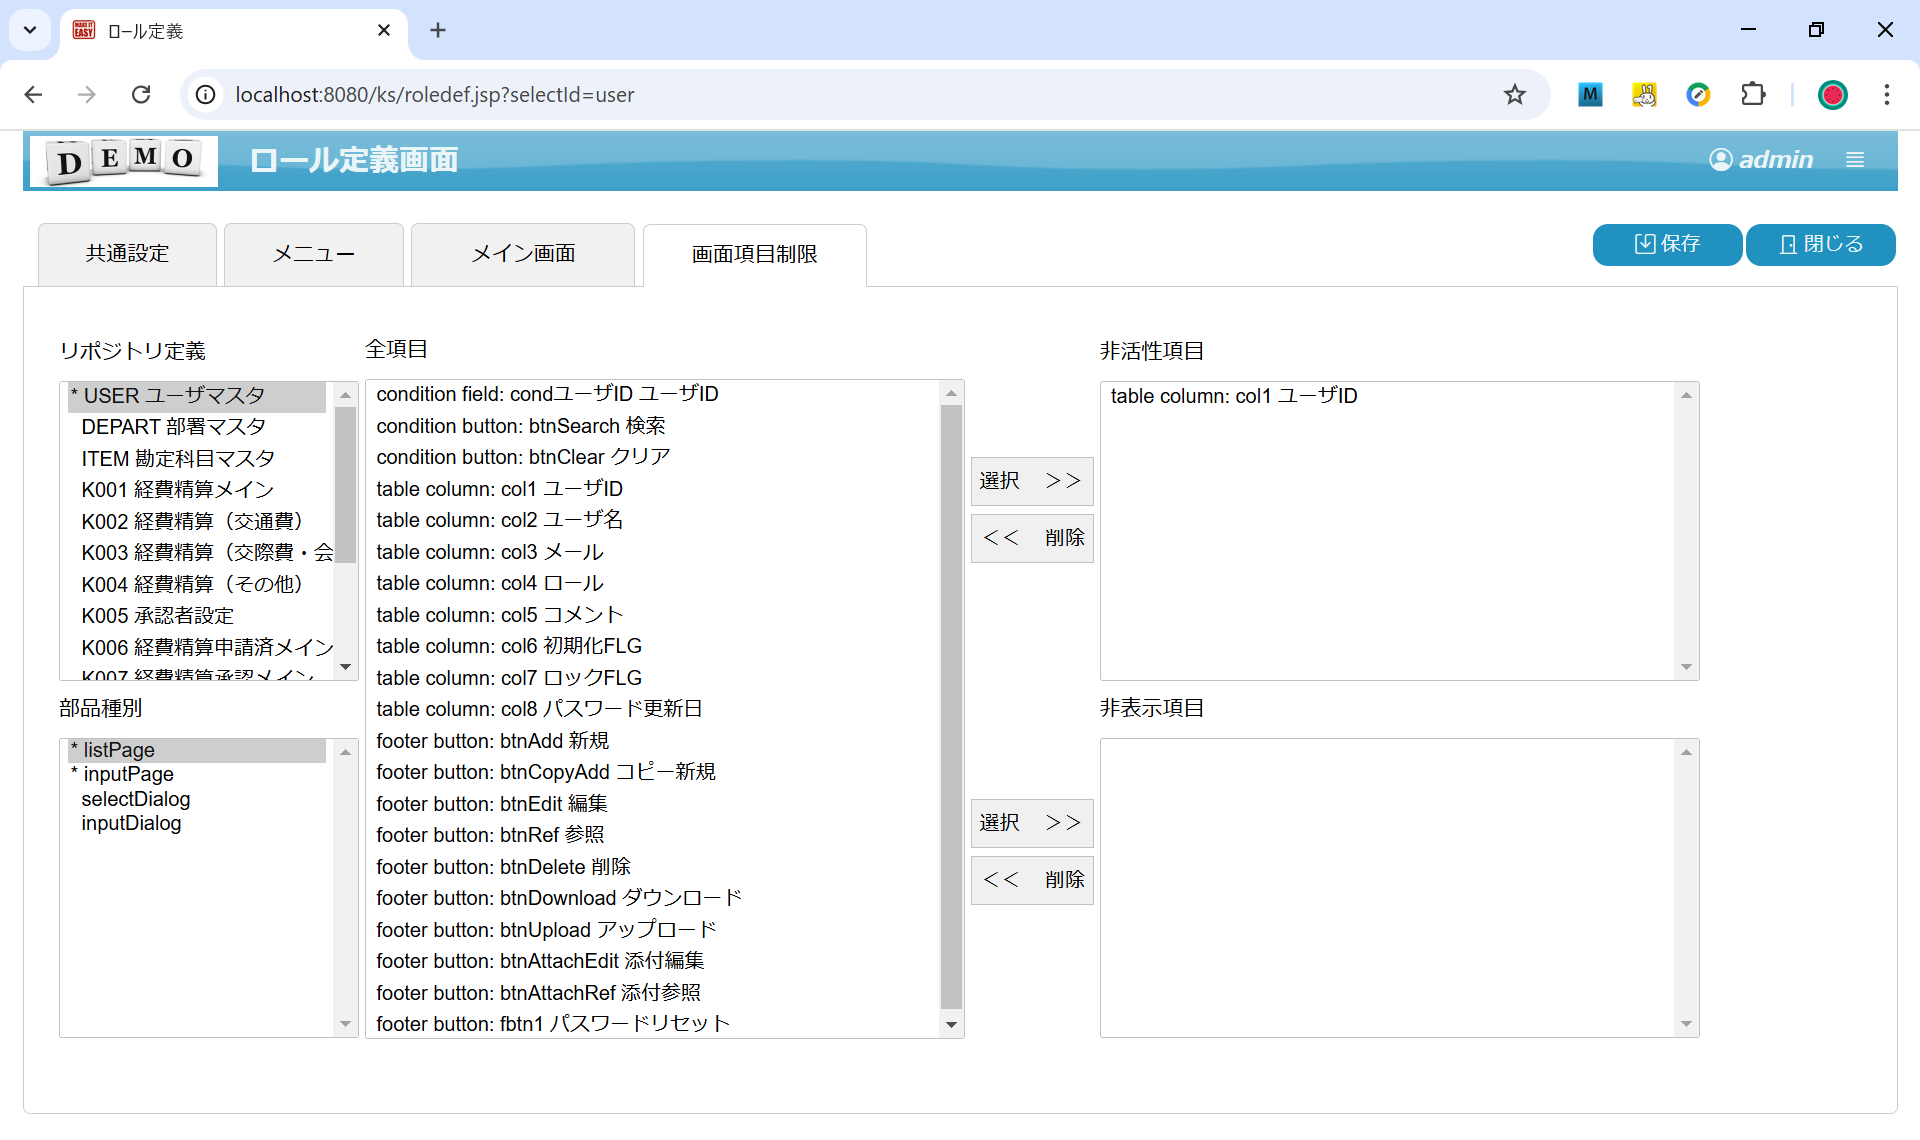 MAKE IT EASY
ロール定義
localhost:8080/ks/roledef.jsp?selectId=user
M
DEMO
ロール定義画面
admin
共通設定
メニュー
メイン画面
画面項目制限
保存
閉じる
リポジトリ定義
* USER ユーザマスタ
DEPART 部署マスタ
ITEM 勘定科目マスタ
K001 経費精算メイン
K002 経費精算（交通費）
K003 経費精算（交際費・会
K004 経費精算（その他）
K005 承認者設定
K006 経費精算申請済メイン
K007 経費精算承認メイン
部品種別
* listPage
* inputPage
selectDialog
inputDialog
全項目
condition field: condユーザID ユーザID
condition button: btnSearch 検索
condition button: btnClear クリア
table column: col1 ユーザID
table column: col2 ユーザ名
table column: col3 メール
table column: col4 ロール
table column: col5 コメント
table column: col6 初期化FLG
table column: col7 ロックFLG
table column: col8 パスワード更新日
footer button: btnAdd 新規
footer button: btnCopyAdd コピー新規
footer button: btnEdit 編集
footer button: btnRef 参照
footer button: btnDelete 削除
footer button: btnDownload ダウンロード
footer button: btnUpload アップロード
footer button: btnAttachEdit 添付編集
footer button: btnAttachRef 添付参照
footer button: fbtn1 パスワードリセット
選択　>>
<<　削除
選択　>>
<<　削除
非活性項目
table column: col1 ユーザID
非表示項目